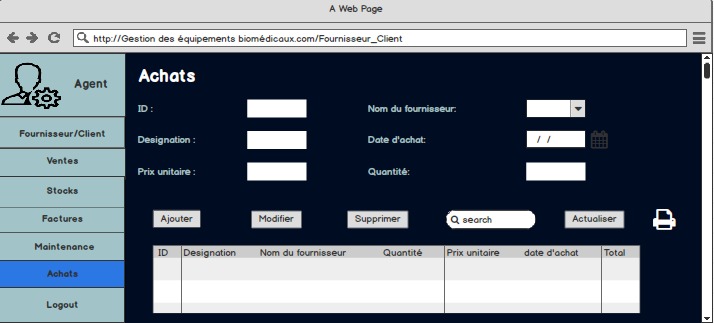 A Web Page
http://Gestion des équipements biomédicaux.com/Fournisseur_Client
Agent
Fournisseur/Client
Ventes
Stocks
Factures
Maintenance
Achats
Logout
Achats
ID :
Nom du fournisseur:
Designation :
Date d'achat:
/ /
Prix unitaire :
Quantité:
Ajouter
Modifier
Supprimer
search
Actualiser
ID Designation Nom du fournisseur Quantité Prix unitaire date d'achat Total